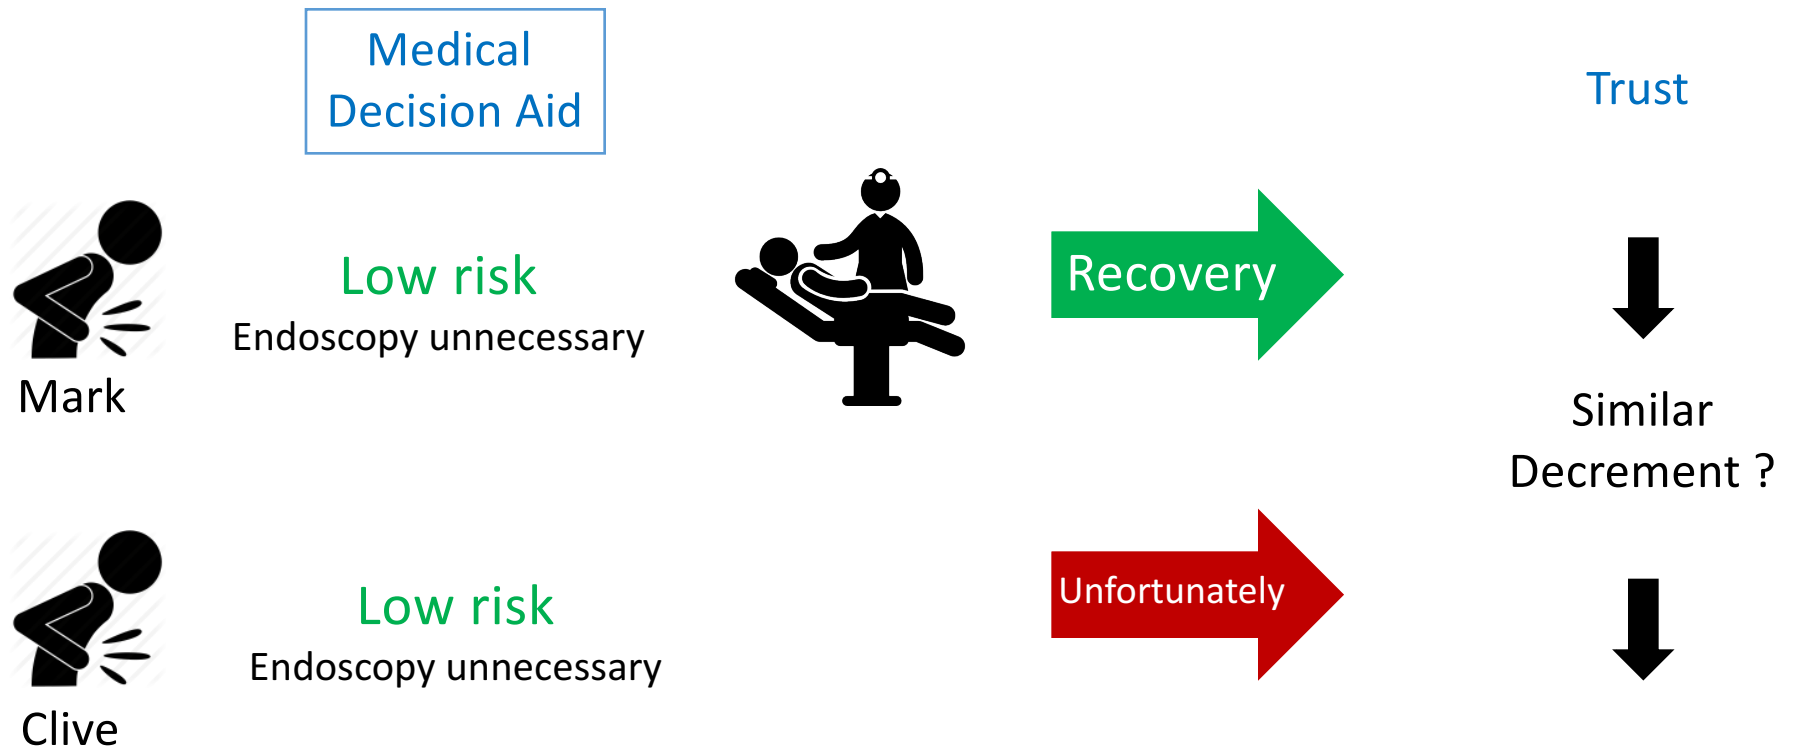 Medical
Decision Aid
Trust
Low risk
Endoscopy unnecessary
Recovery
Mark
Similar
Decrement ?
Low risk
Endoscopy unnecessary
Unfortunately
Clive